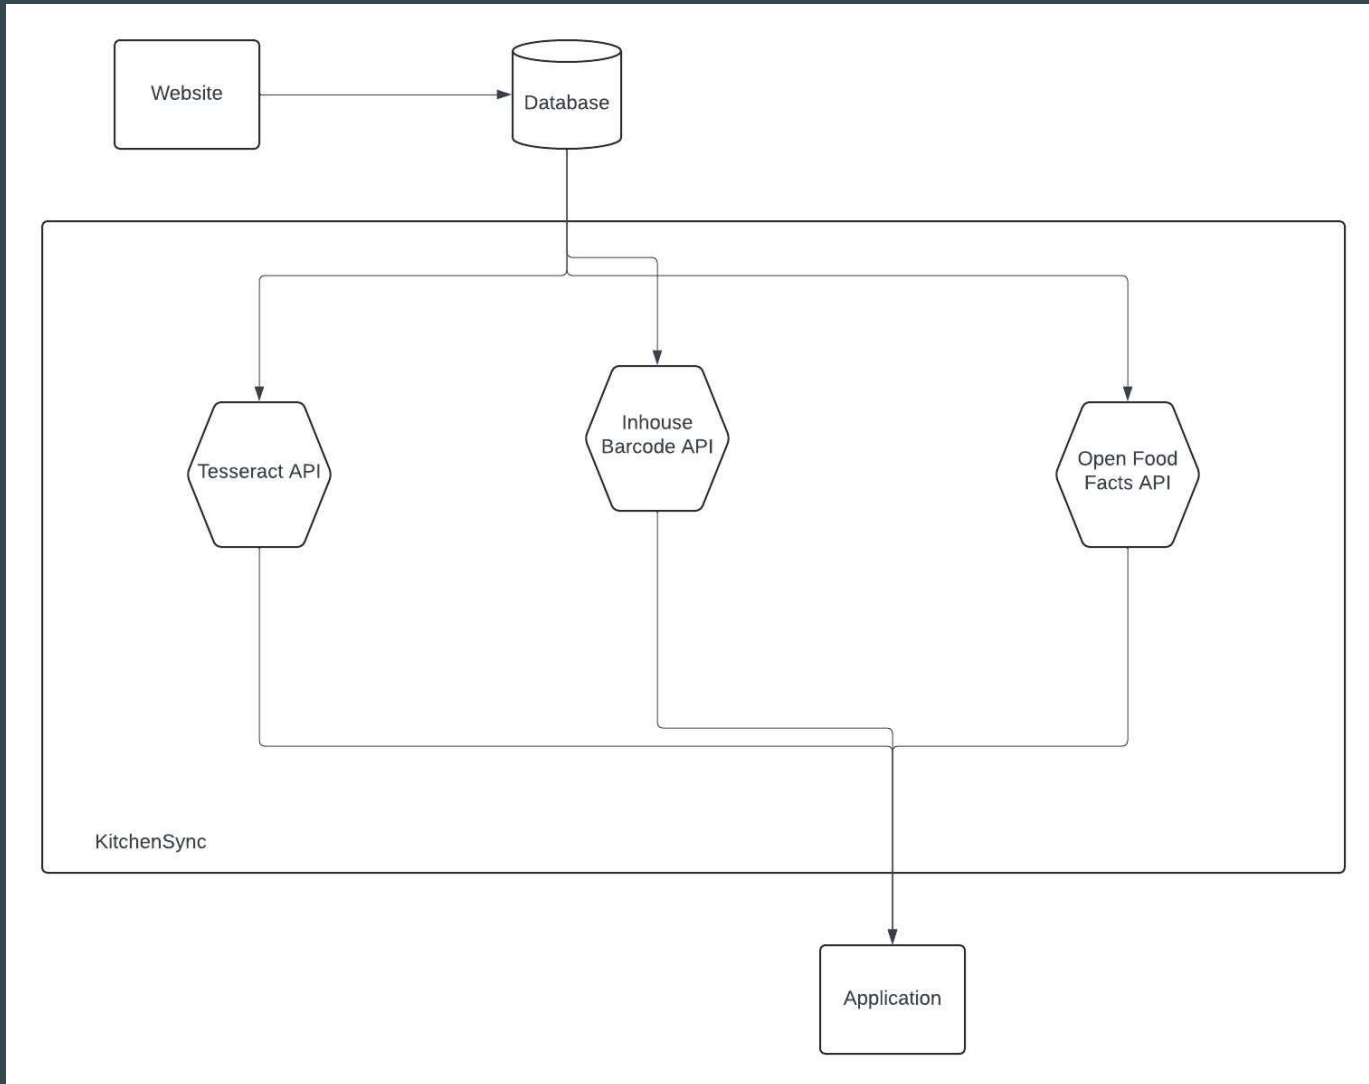 Website
Database
Inhouse
Barcode API
Tesseract API
Open Food
Facts API
KitchenSync
Application